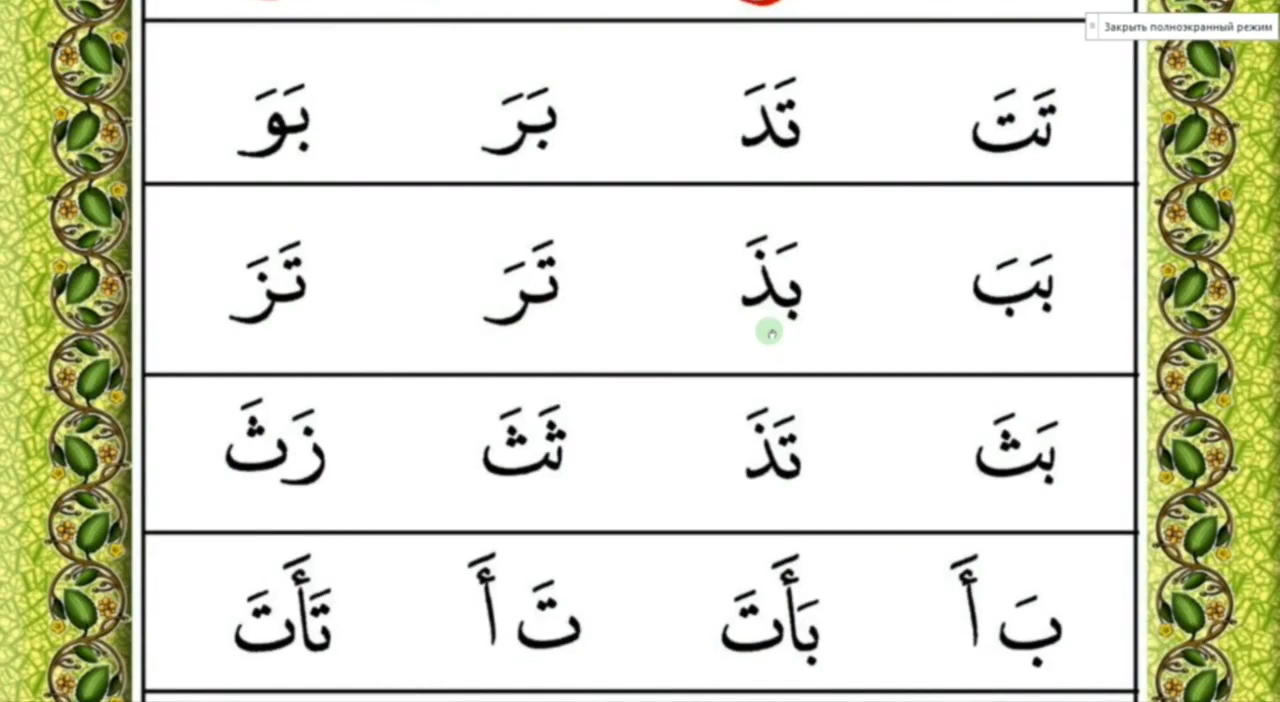 Закрыть полноэкранный режим
تَتَ تَدَ بَرَ بَوَ
بَبَ بَذَ تَرَ تَزَ
بَثَ تَذَ ثَثَ زَثَ
بَ أَ بَأَتَ تَ أَ تَأَتَ